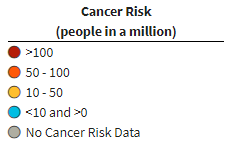 Cancer Risk
(people in a million)
>100
50 - 100
10 - 50
<10 and >0
No Cancer Risk Data